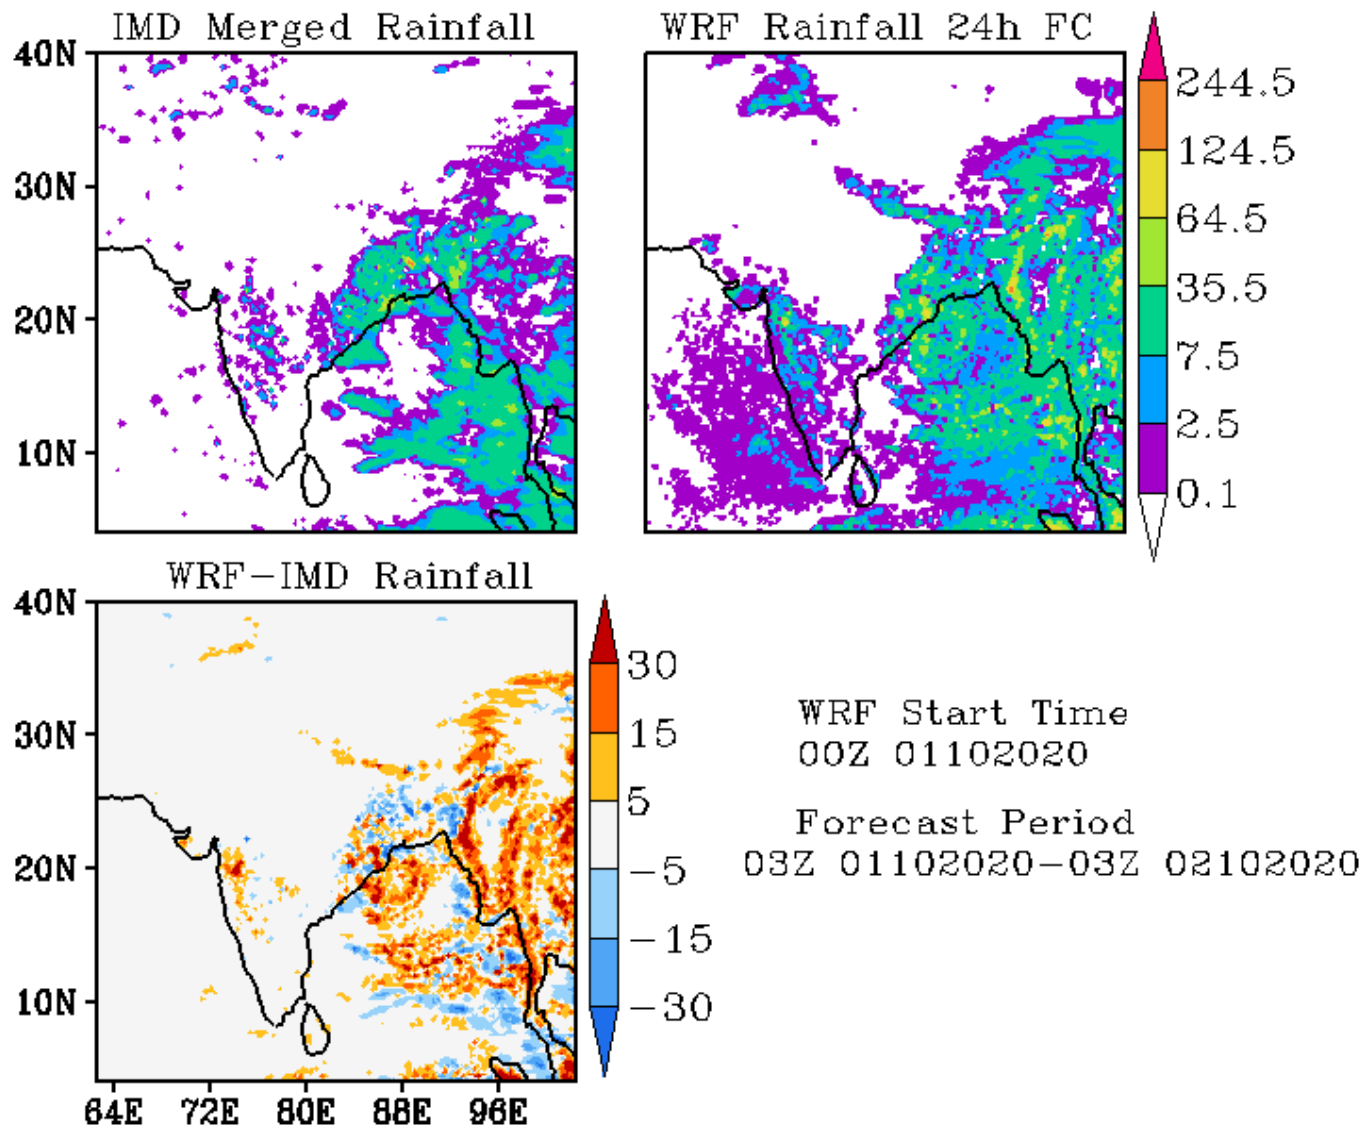 IMD Merged Rainfall
WRF Rainfall 24h FC
40N
30N
20N
10N
244.5
124.5
64.5
35.5
7.5
2.5
0.1
WRF-IMD Rainfall
40N
30N
20N
10N
64E 72E 80E 88E 96E
30
15
5
-5
-15
-30
WRF Start Time
00Z 01102020
Forecast Period
03Z 01102020-03Z 02102020